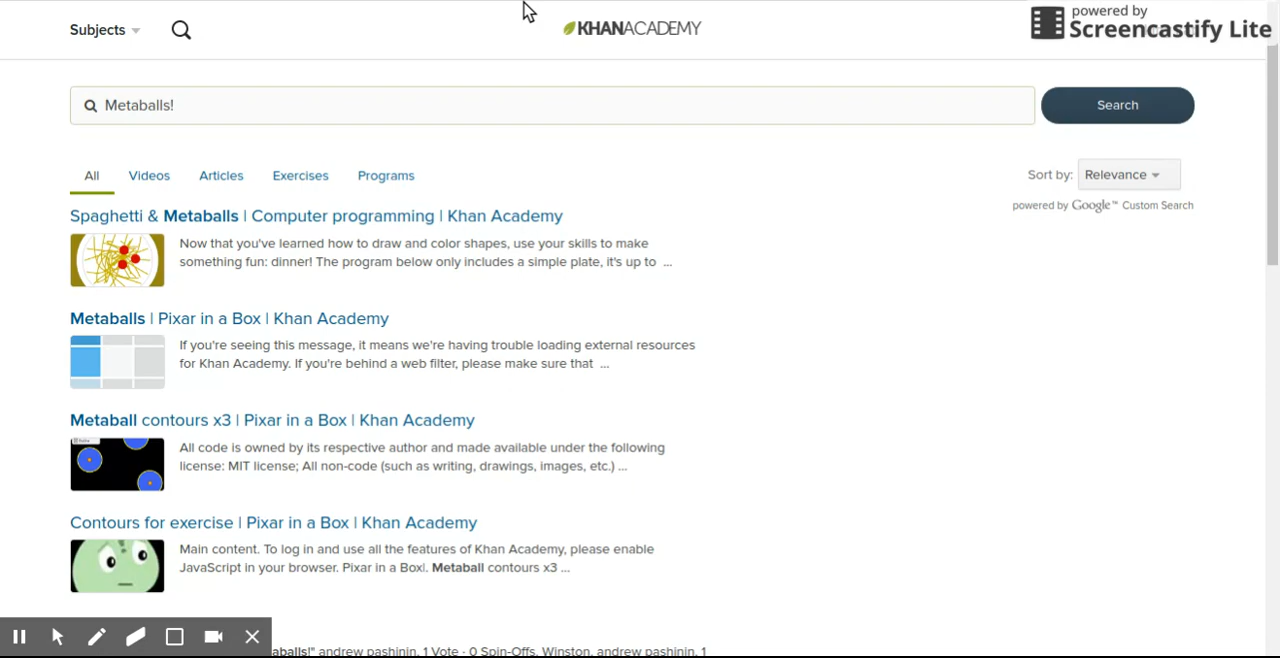 Subjects
KHANACADEMY
powered by
Screencastify Lite
Metaballs!
Search
All Videos Articles Exercises Programs
Sort by: Relevance
powered by Google™ Custom Search
Spaghetti & Metaballs | Computer programming | Khan Academy
Now that you've learned how to draw and color shapes, use your skills to make
something fun: dinner! The program below only includes a simple plate, it's up to ...
Metaballs | Pixar in a Box | Khan Academy
If you're seeing this message, it means we're having trouble loading external resources
for Khan Academy. If you're behind a web filter, please make sure that ...
Metaball contours x3 | Pixar in a Box | Khan Academy
All code is owned by its respective author and made available under the following
license: MIT license; All non-code (such as writing, drawings, images, etc.) ...
Contours for exercise | Pixar in a Box | Khan Academy
Main content. To log in and use all the features of Khan Academy, please enable
JavaScript in your browser. Pixar in a Boxl. Metaball contours x3 ...
aballs!" andrew pashinin. 1 Vote · 0 Spin-Offs. Winston. andrew pashinin. 1